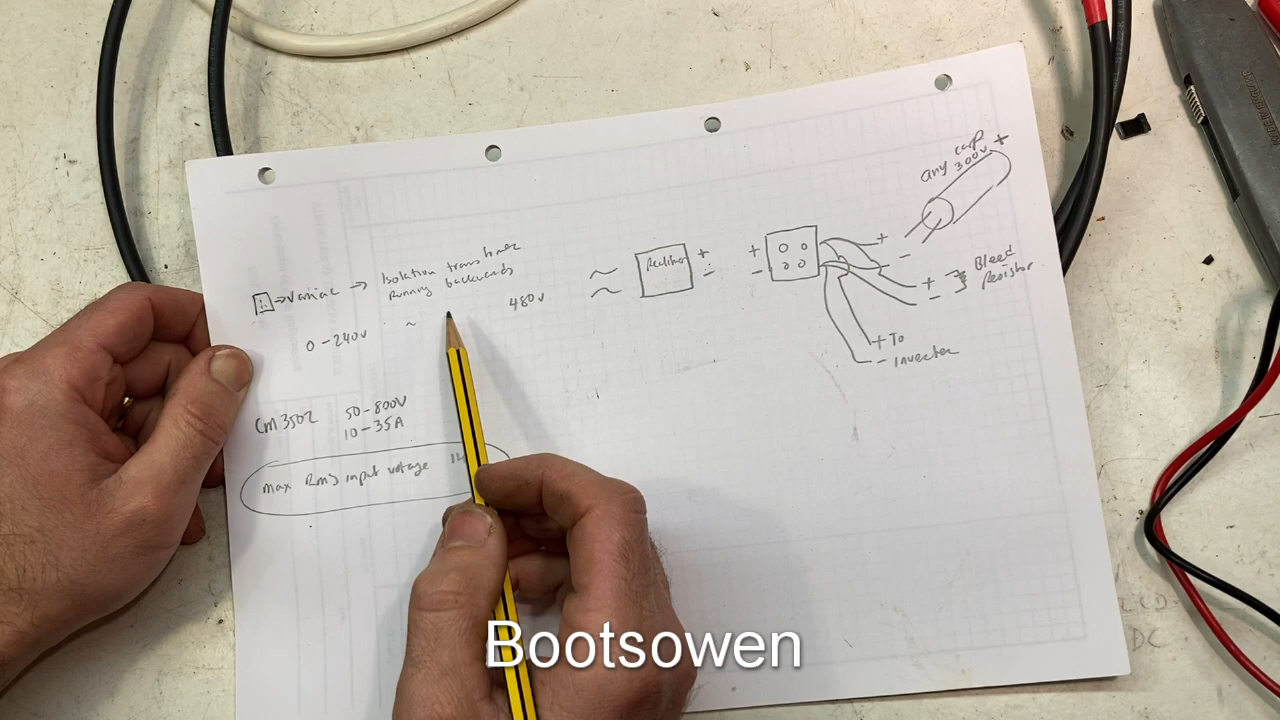 any cap
300v +
Isolation transformer
Running backwards
→ Variac →
0-240v
~
480v
~
~
Rectifier
+
-
+
-
+
-
+
-
Bleed
Resistor
+ To
- Inverter
CM3502
50-800V
10-35A
Max Rms input voltage
Bootsowen